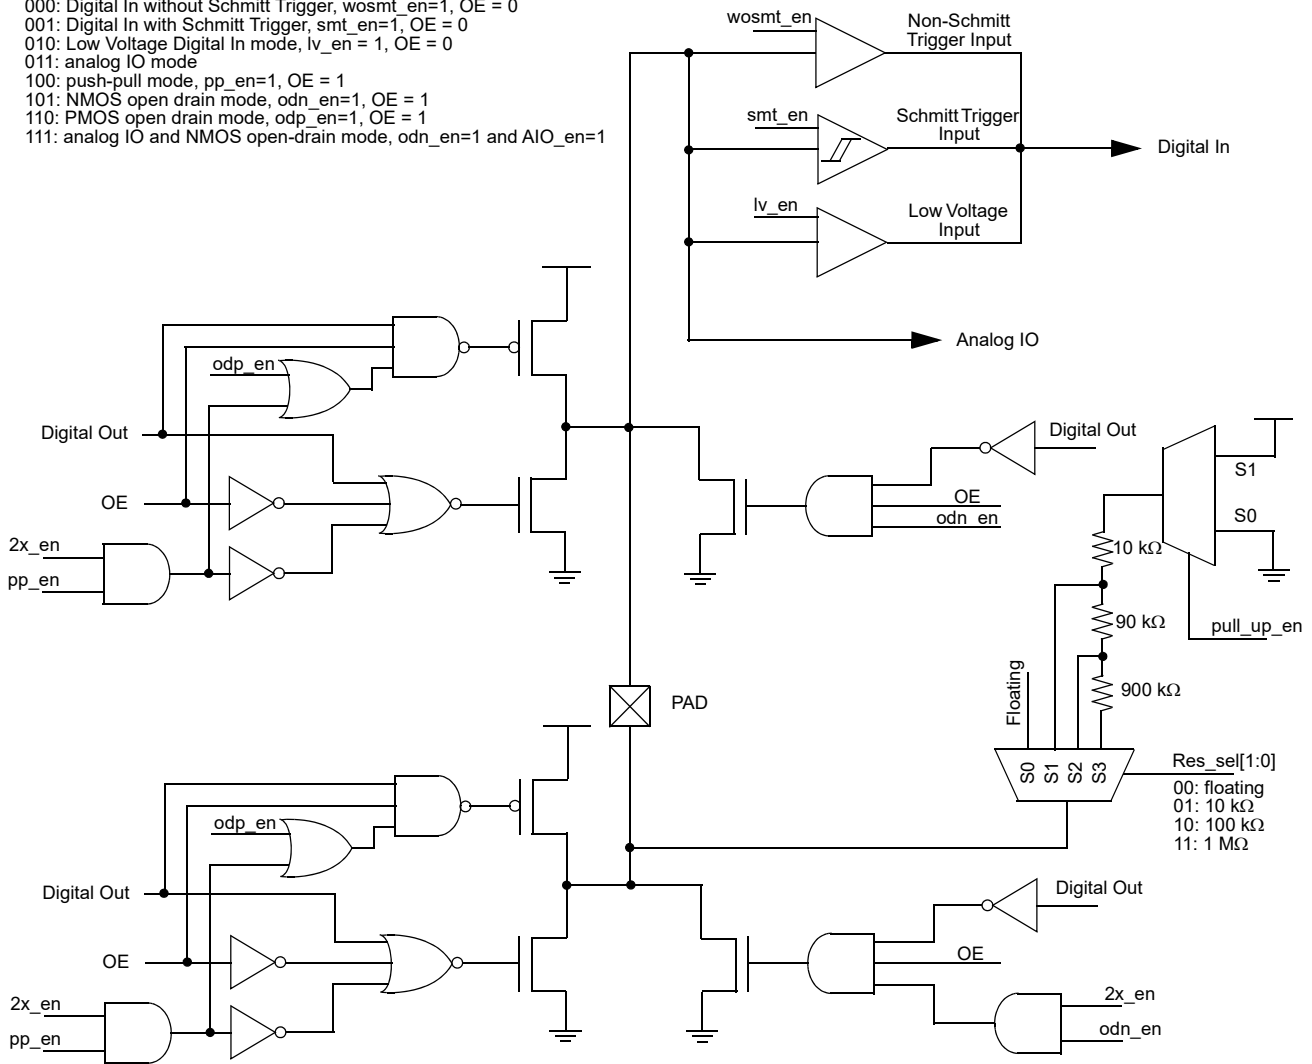 000: Digital In without Schmitt Trigger, wosmt_en=1, OE = 0
001: Digital In with Schmitt Trigger, smt_en=1, OE = 0
010: Low Voltage Digital In mode, lv_en = 1, OE = 0
011: analog IO mode
100: push-pull mode, pp_en=1, OE = 1
101: NMOS open drain mode, odn_en=1, OE = 1
110: PMOS open drain mode, odp_en=1, OE = 1
111: analog IO and NMOS open-drain mode, odn_en=1 and AIO_en=1
wosmt_en
Non-Schmitt
Trigger Input
smt_en
Schmitt Trigger
Input
Digital In
lv_en
Low Voltage
Input
Analog IO
odp_en
Digital Out
OE
2x_en
pp_en
Digital Out
OE
odn_en
S1
S0
10 kΩ
90 kΩ
pull_up_en
900 kΩ
Floating
PAD
S0
S1
S2
S3
Res_sel[1:0]
00: floating
01: 10 kΩ
10: 100 kΩ
11: 1 MΩ
odp_en
Digital Out
OE
2x_en
pp_en
Digital Out
OE
2x_en
odn_en